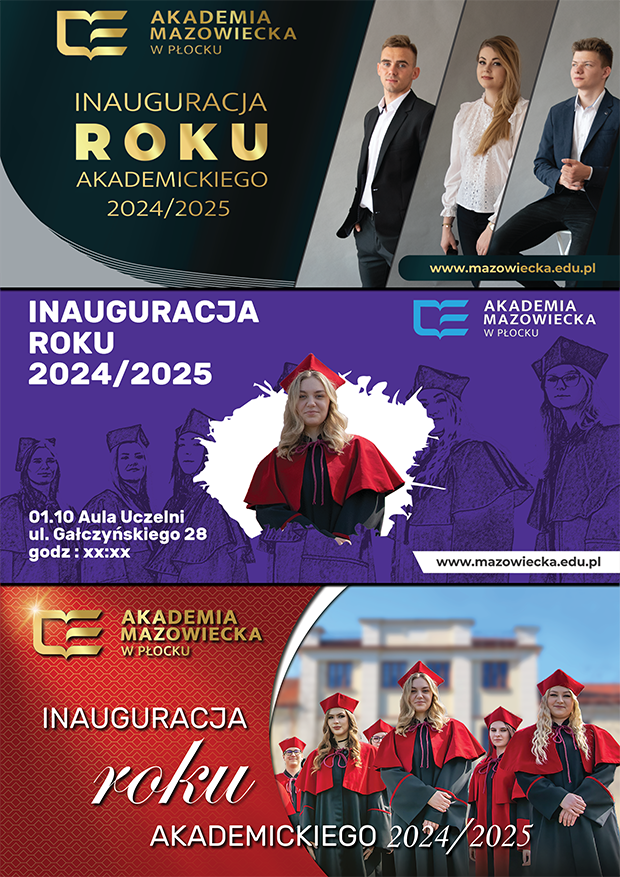 AKADEMIA
MAZOWIECKA
W PŁOCKU
INAUGURACJA
ROKU
AKADEMICKIEGO
2024/2025
www.mazowiecka.edu.pl
INAUGURACJA
ROKU
2024/2025
AKADEMIA
MAZOWIECKA
W PŁOCKU
01.10 Aula Uczelni
ul. Gałczyńskiego 28
godz : xx:xx
www.mazowiecka.edu.pl
AKADEMIA
MAZOWIECKA
W PŁOCKU
INAUGURACJA
roku
AKADEMICKIEGO 2024/2025